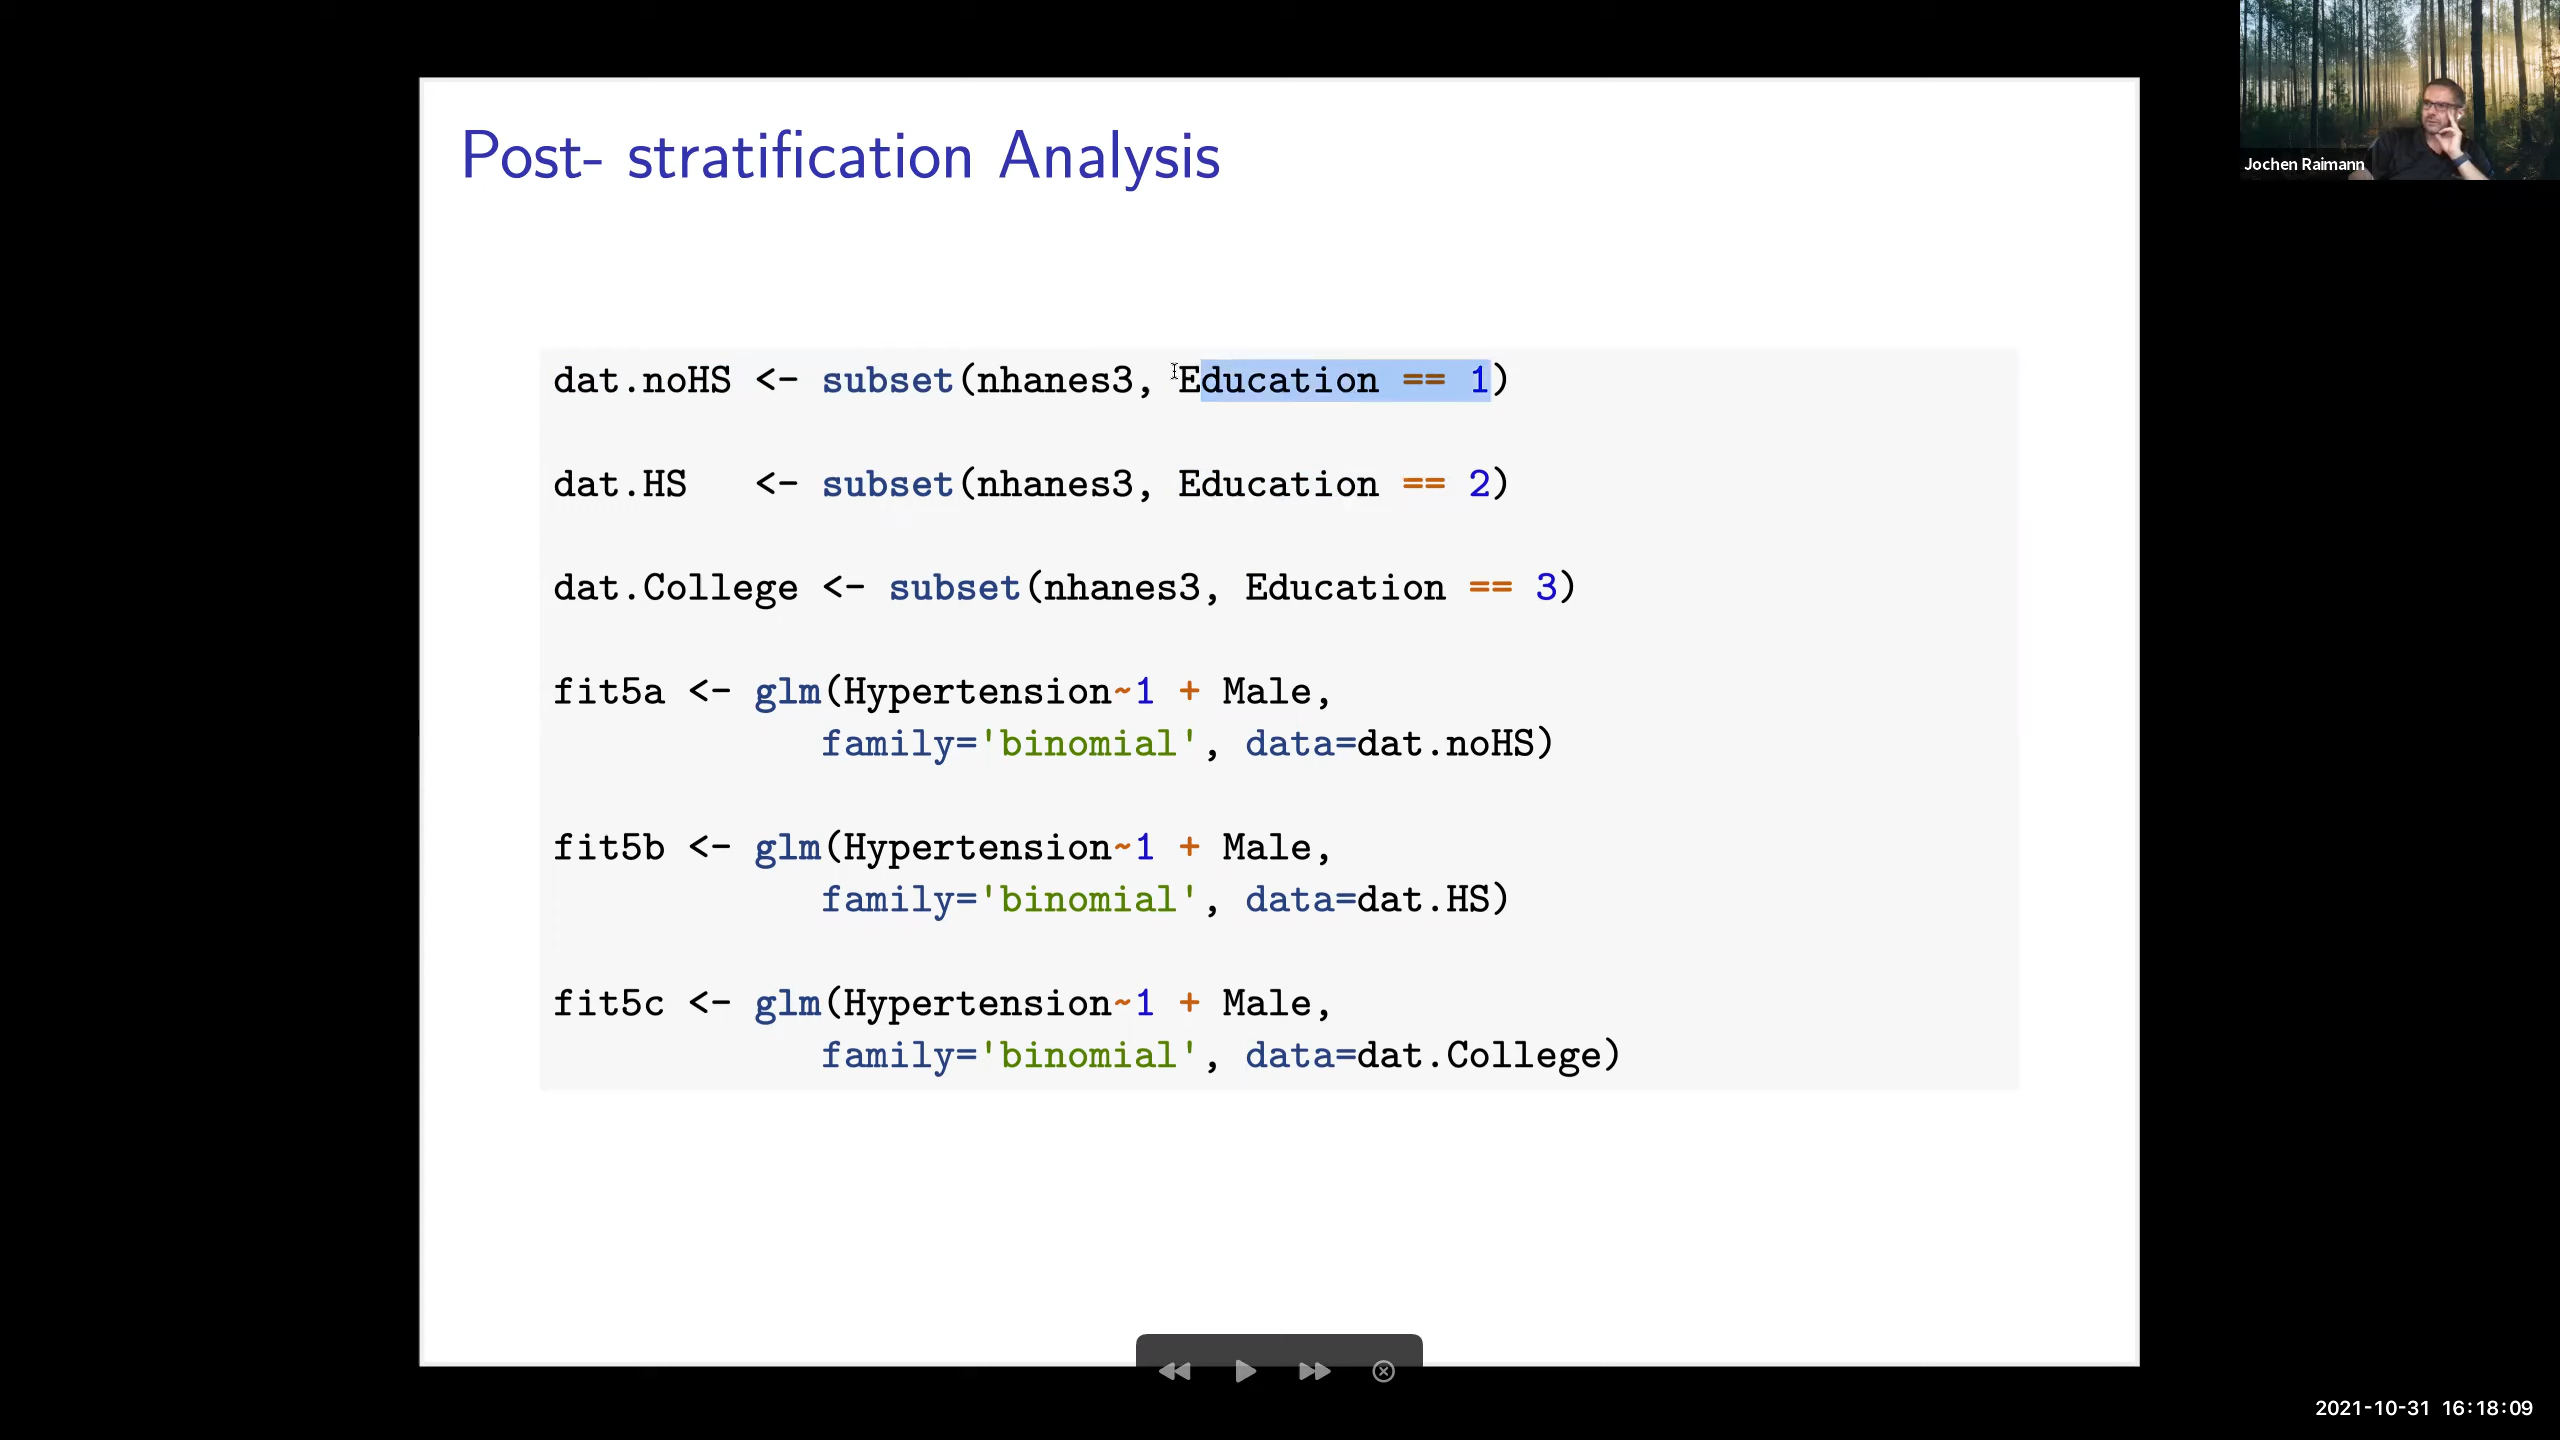 Post- stratification Analysis
Jochen Raimann
dat.noHS <- subset(nhanes3, Education == 1)
dat.HS   <- subset(nhanes3, Education == 2)
dat.College <- subset(nhanes3, Education == 3)
fit5a <- glm(Hypertension~1 + Male,
            family='binomial', data=dat.noHS)
fit5b <- glm(Hypertension~1 + Male,
            family='binomial', data=dat.HS)
fit5c <- glm(Hypertension~1 + Male,
            family='binomial', data=dat.College)
2021-10-31 16:18:09